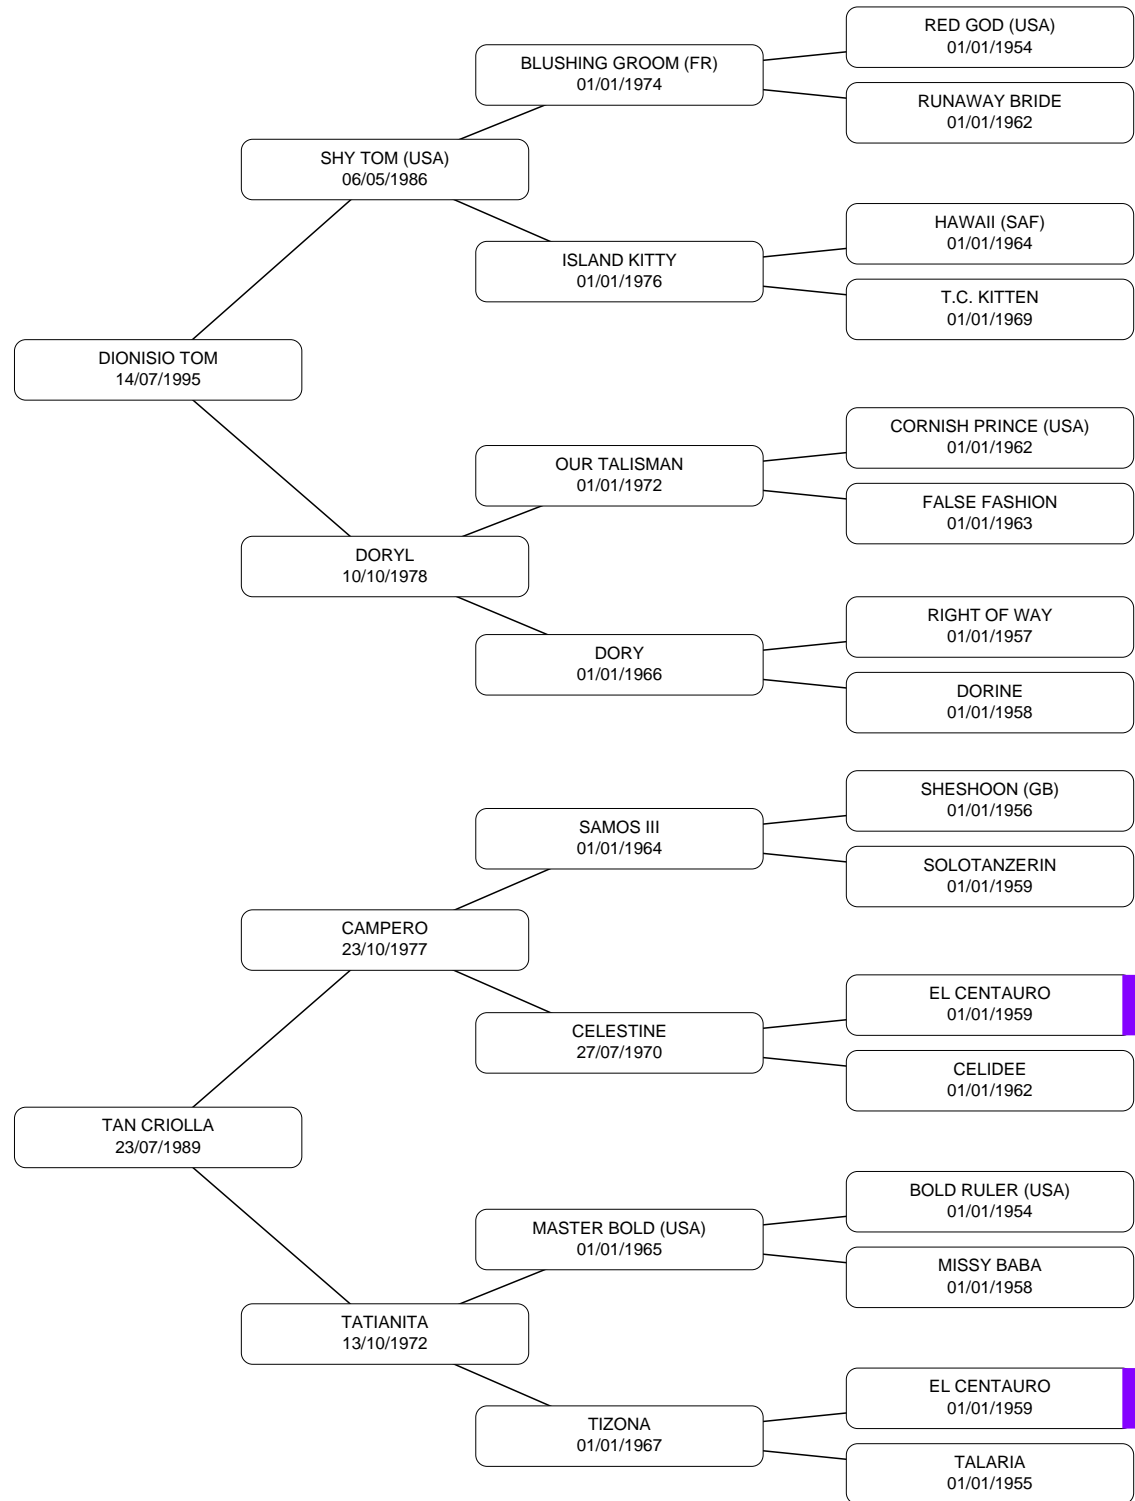 RED GOD (USA)
01/01/1954
BLUSHING GROOM (FR)
01/01/1974
RUNAWAY BRIDE
01/01/1962
SHY TOM (USA)
06/05/1986
HAWAII (SAF)
01/01/1964
ISLAND KITTY
01/01/1976
T.C. KITTEN
01/01/1969
DIONISIO TOM
14/07/1995
CORNISH PRINCE (USA)
01/01/1962
OUR TALISMAN
01/01/1972
FALSE FASHION
01/01/1963
DORYL
10/10/1978
RIGHT OF WAY
01/01/1957
DORY
01/01/1966
DORINE
01/01/1958
SHESHOON (GB)
01/01/1956
SAMOS III
01/01/1964
SOLOTANZERIN
01/01/1959
CAMPERO
23/10/1977
EL CENTAURO
01/01/1959
CELESTINE
27/07/1970
CELIDEE
01/01/1962
TAN CRIOLLA
23/07/1989
BOLD RULER (USA)
01/01/1954
MASTER BOLD (USA)
01/01/1965
MISSY BABA
01/01/1958
TATIANITA
13/10/1972
EL CENTAURO
01/01/1959
TIZONA
01/01/1967
TALARIA
01/01/1955